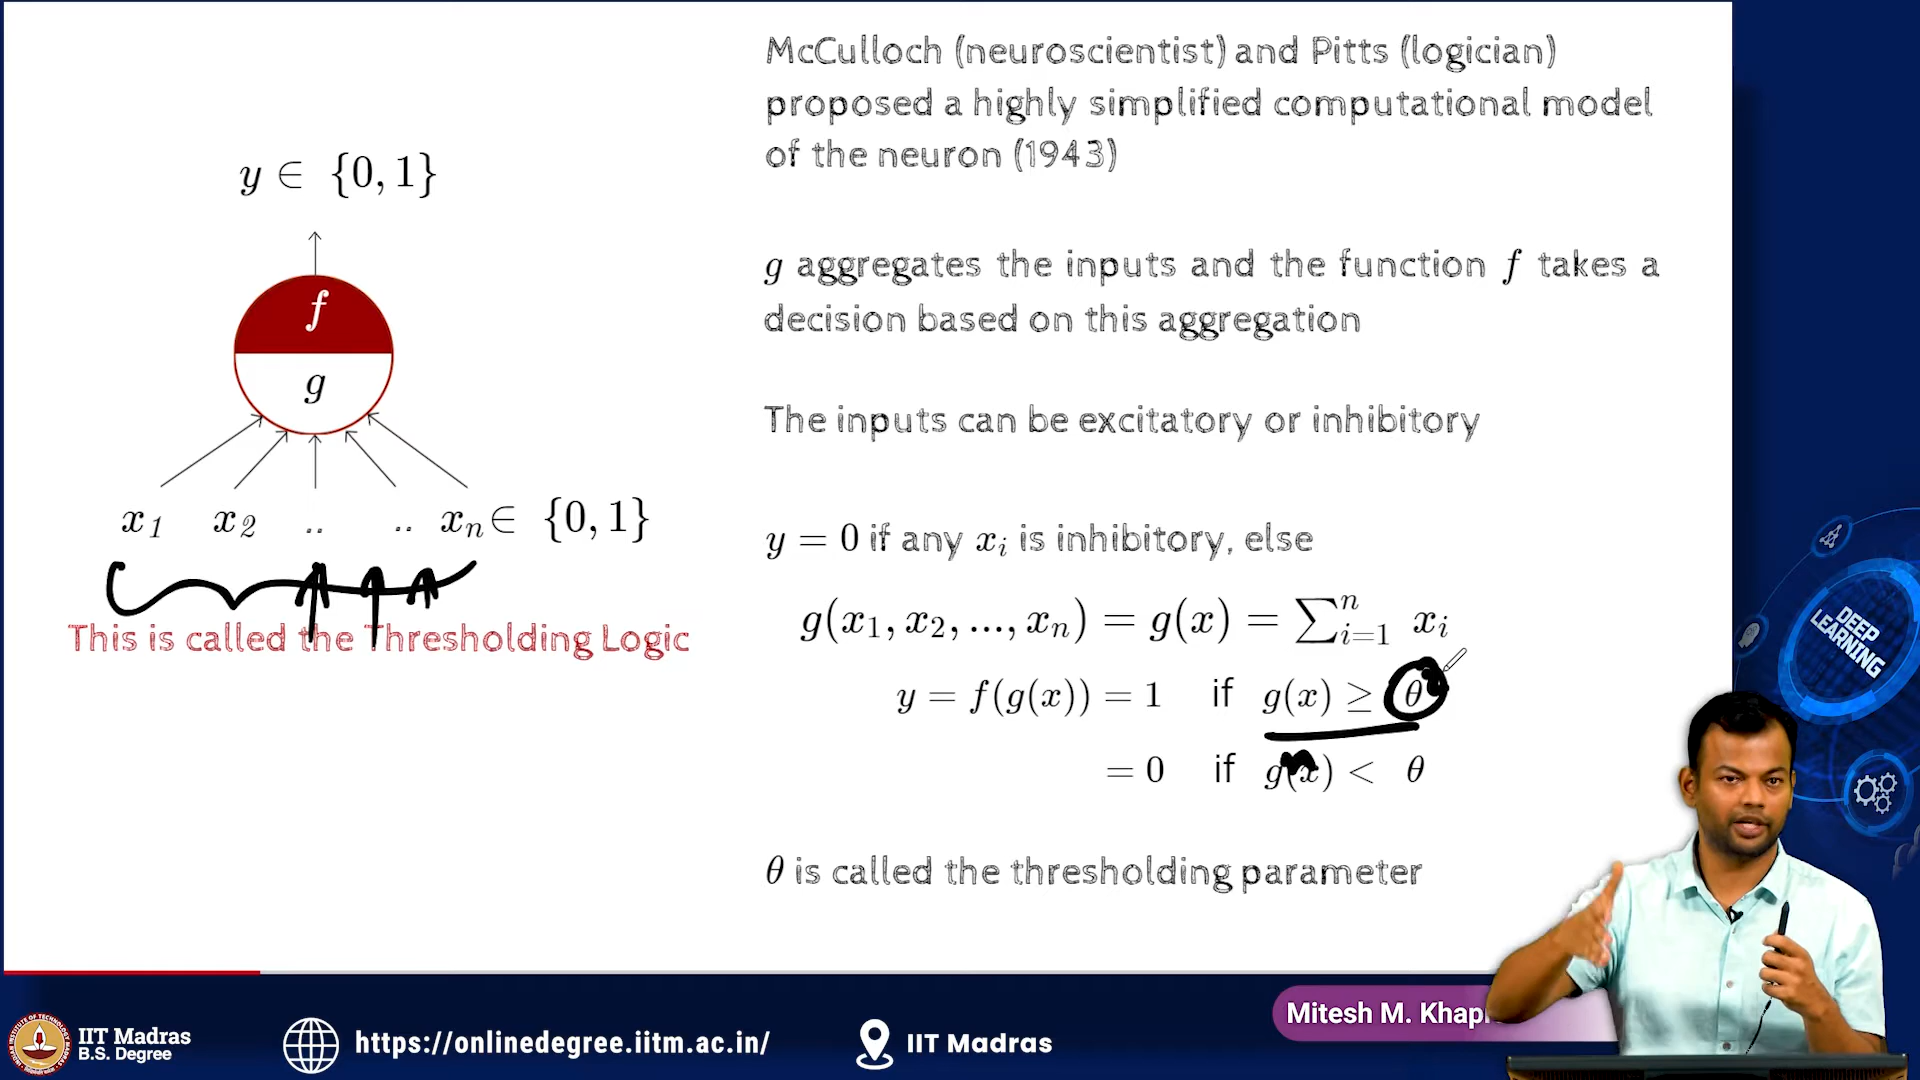 McCulloch (neuroscientist) and Pitts (logician)
proposed a highly simplified computational model
of the neuron (1943)
y ∈ {0, 1}
f
g
x₁ x₂ .. .. xₙ ∈ {0, 1}
This is called the Thresholding Logic
g aggregates the inputs and the function f takes a
decision based on this aggregation
The inputs can be excitatory or inhibitory
y = 0 if any xᵢ is inhibitory, else
g(x₁, x₂, ..., xₙ) = g(x) = ∑ⁿᵢ₌₁ xᵢ
y = f(g(x)) = 1 if g(x) ≥ θ
= 0 if g(x) < θ
θ is called the thresholding parameter
DEEP
LEARNING
Mitesh M.
IIT Madras
B.S. Degree
https://onlinedegree.iitm.ac.in/
IIT Madras